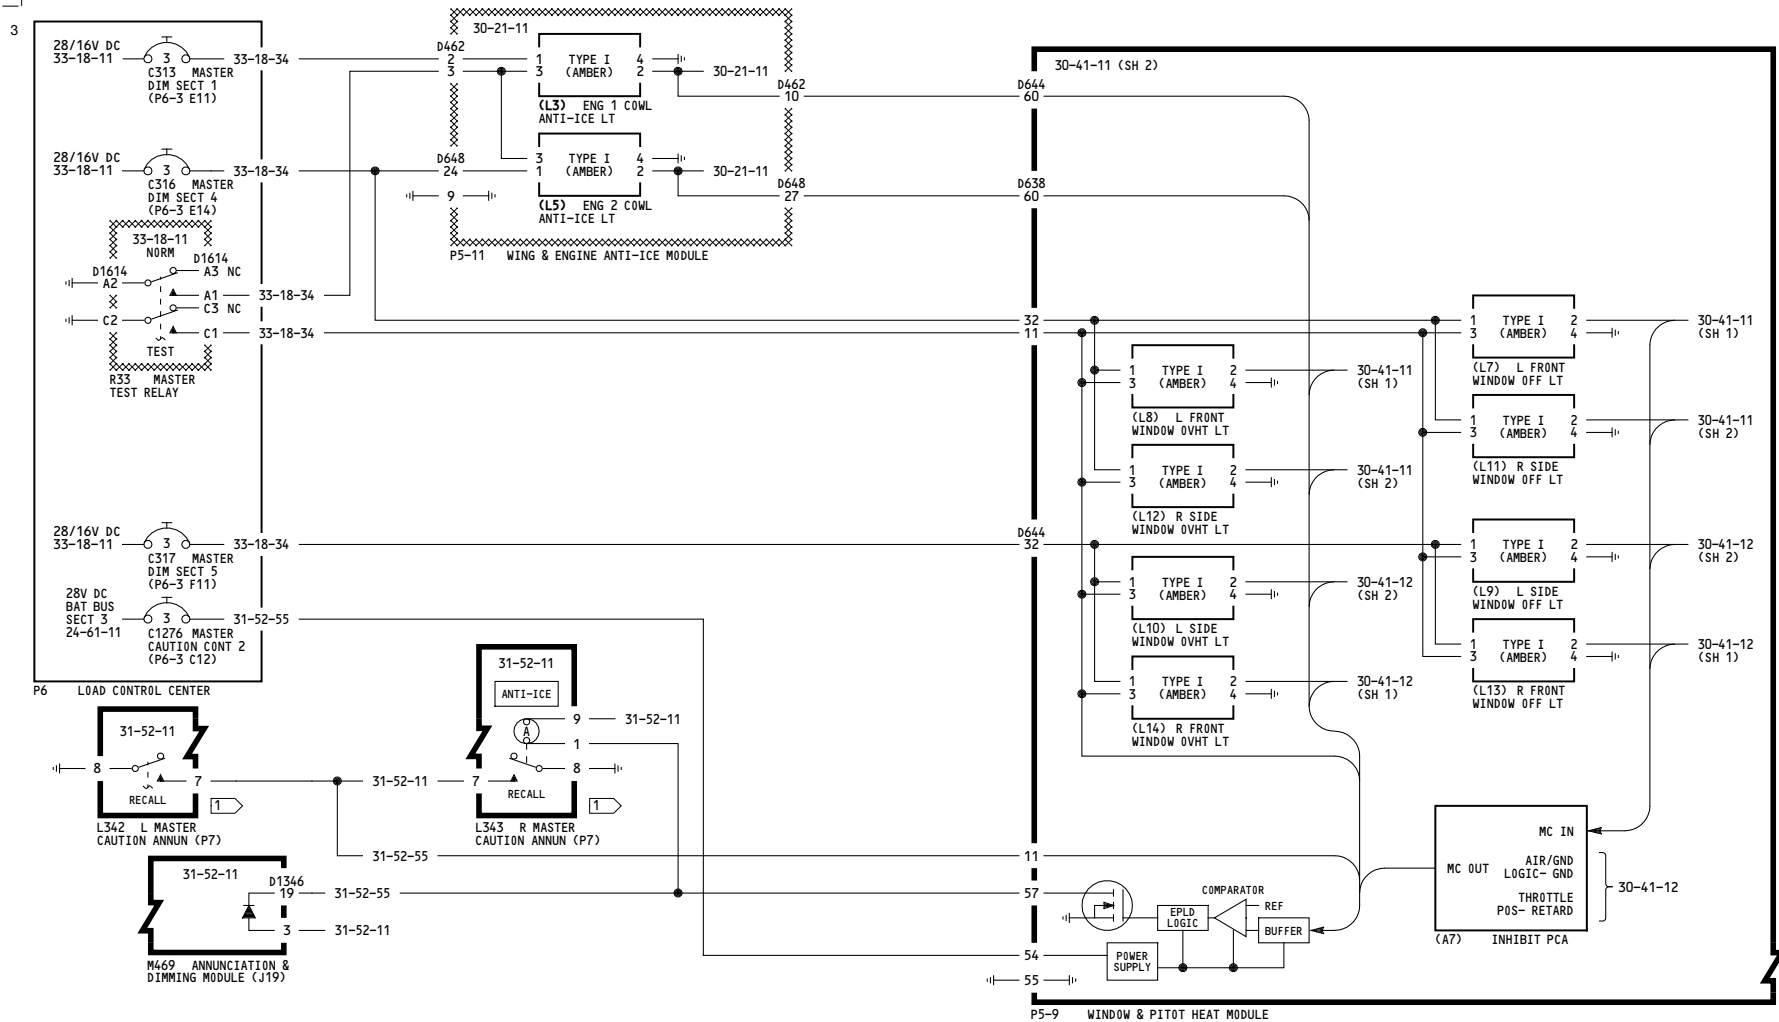 3
28/16V DC
33-18-11
3
33-18-34
C313 MASTER
DIM SECT 1
(P6-3 E11)
28/16V DC
33-18-11
3
33-18-34
C316 MASTER
DIM SECT 4
(P6-3 E14)
33-18-11
NORM
D1614
D1614
A2
A3 NC
A1
33-18-34
C3 NC
C2
C1
33-18-34
TEST
R33 MASTER
TEST RELAY
28/16V DC
33-18-11
3
33-18-34
C317 MASTER
DIM SECT 5
(P6-3 F11)
28V DC
BAT BUS
SECT 3
24-61-11
3
31-52-55
C1276 MASTER
CAUTION CONT 2
(P6-3 C12)
P6 LOAD CONTROL CENTER
30-21-11
D462
2
3
1
3
TYPE I
(AMBER)
4
2
30-21-11
(L3) ENG 1 COWL
ANTI-ICE LT
D462
10
D648
24
3
1
TYPE I
(AMBER)
4
2
30-21-11
9
(L5) ENG 2 COWL
ANTI-ICE LT
D648
27
P5-11 WING & ENGINE ANTI-ICE MODULE
31-52-11
8
7
RECALL
1
L342 L MASTER
CAUTION ANNUN (P7)
31-52-11
31-52-11
ANTI-ICE
A
9
31-52-11
1
7
8
RECALL
1
L343 R MASTER
CAUTION ANNUN (P7)
31-52-55
31-52-11
D1346
19
31-52-55
3
31-52-11
M469 ANNUNCIATION &
DIMMING MODULE (J19)
30-41-11 (SH 2)
D644
60
D638
60
32
11
D644
32
11
57
54
55
1
3
TYPE I
(AMBER)
2
4
30-41-11
(SH 1)
(L8) L FRONT
WINDOW OVHT LT
1
3
TYPE I
(AMBER)
2
4
30-41-11
(SH 2)
(L12) R SIDE
WINDOW OVHT LT
1
3
TYPE I
(AMBER)
2
4
30-41-12
(SH 2)
(L10) L SIDE
WINDOW OVHT LT
1
3
TYPE I
(AMBER)
2
4
30-41-12
(SH 1)
(L14) R FRONT
WINDOW OVHT LT
1
3
TYPE I
(AMBER)
2
4
30-41-11
(SH 1)
(L7) L FRONT
WINDOW OFF LT
1
3
TYPE I
(AMBER)
2
4
30-41-11
(SH 2)
(L11) R SIDE
WINDOW OFF LT
1
3
TYPE I
(AMBER)
2
4
30-41-12
(SH 2)
(L9) L SIDE
WINDOW OFF LT
1
3
TYPE I
(AMBER)
2
4
30-41-12
(SH 1)
(L13) R FRONT
WINDOW OFF LT
MC IN
MC OUT
AIR/GND
LOGIC- GND
THROTTLE
POS- RETARD
30-41-12
(A7) INHIBIT PCA
COMPARATOR
REF
EPLD
LOGIC
BUFFER
POWER
SUPPLY
P5-9 WINDOW & PITOT HEAT MODULE